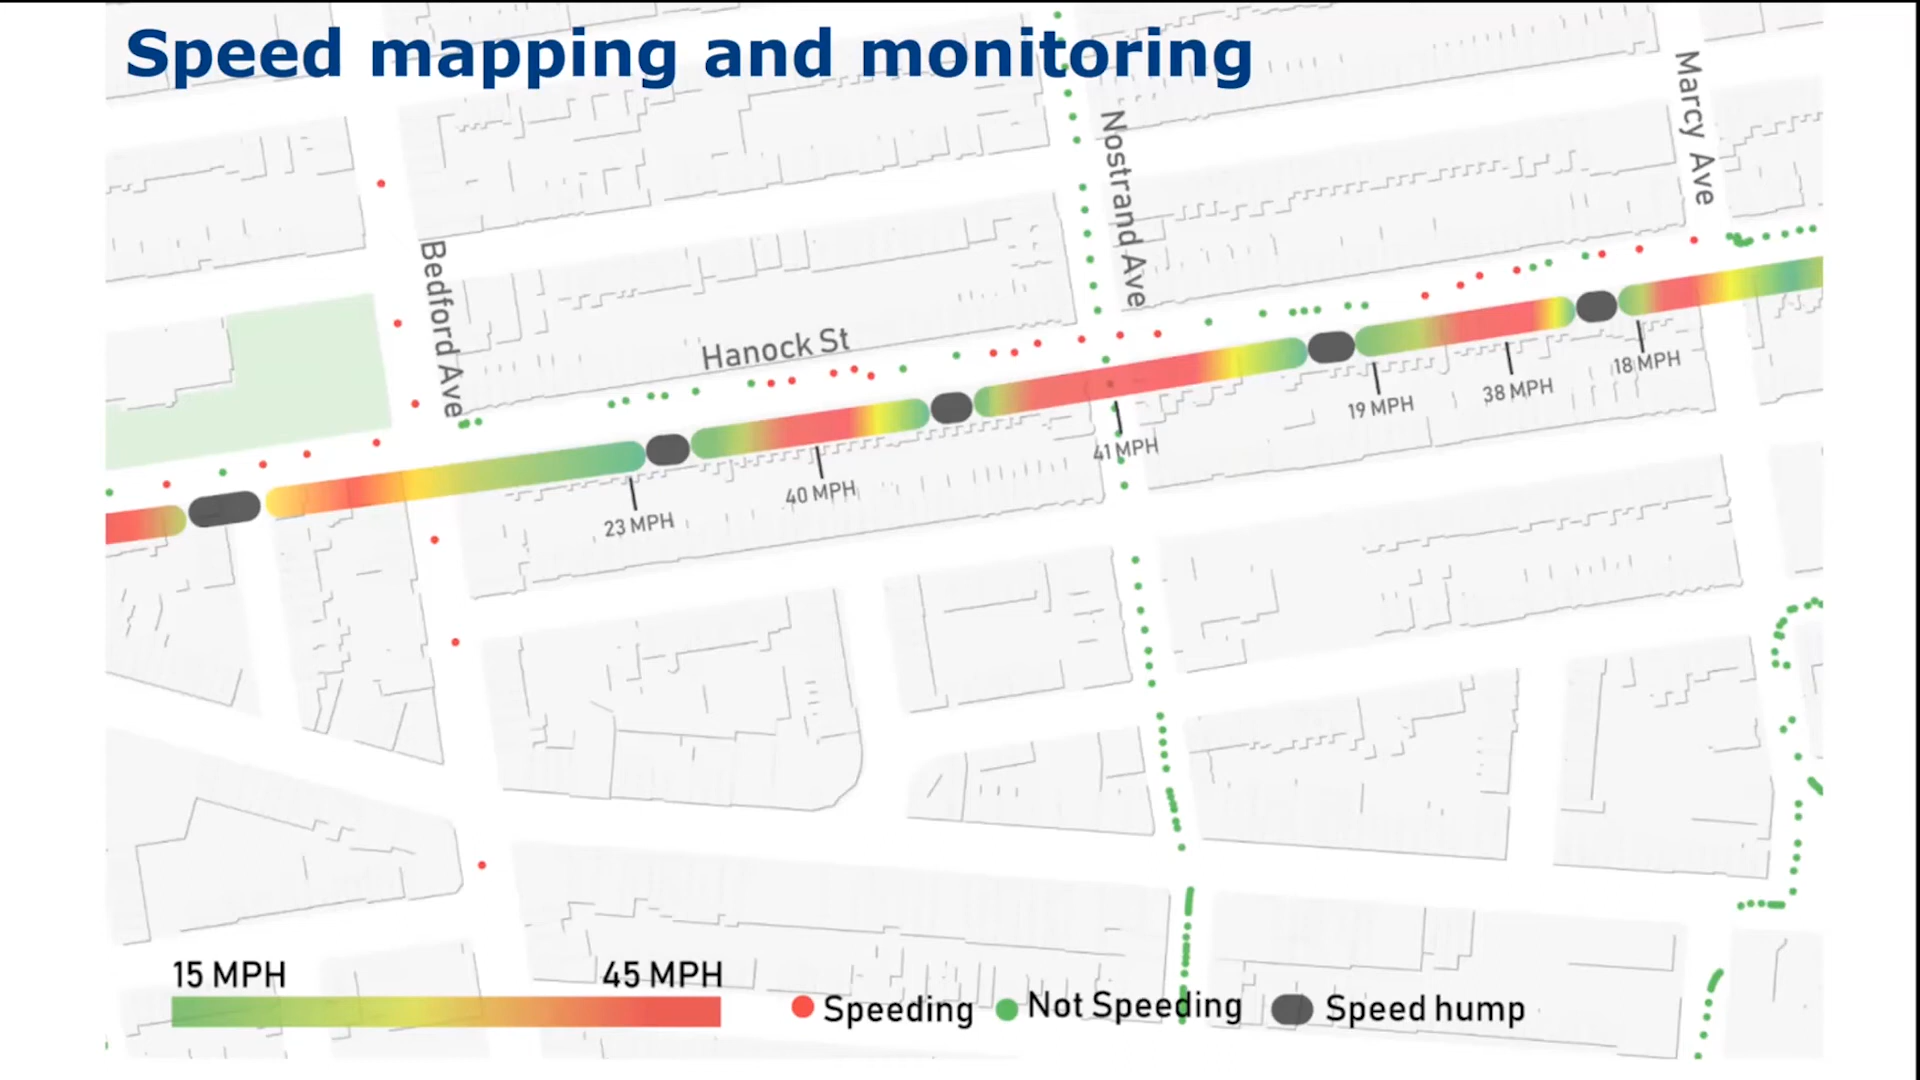 Speed mapping and monitoring
Marcy Ave
Nostrand Ave
Bedford Ave
Hanock St
18 MPH
38 MPH
19 MPH
41 MPH
40 MPH
23 MPH
15 MPH
45 MPH
Speeding
Not Speeding
Speed hump